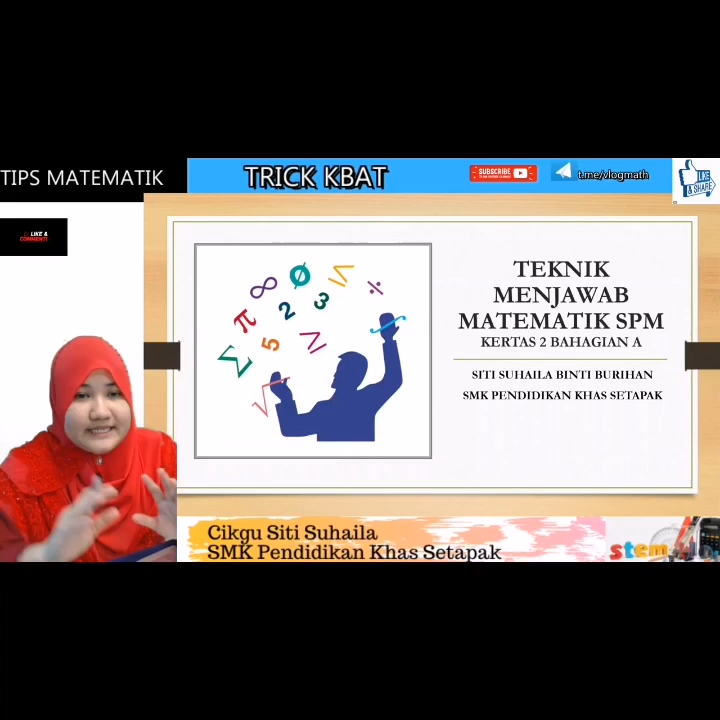 TIPS MATEMATIK
TRICK KBAT
SUBSCRIBE
t.me/vlogmath
LIKE
& SHARE
LIKE &
COMMENT!
TEKNIK
MENJAWAB
MATEMATIK SPM
KERTAS 2 BAHAGIAN A
SITI SUHAILA BINTI BURIHAN
SMK PENDIDIKAN KHAS SETAPAK
Cikgu Siti Suhaila
SMK Pendidikan Khas Setapak
stem